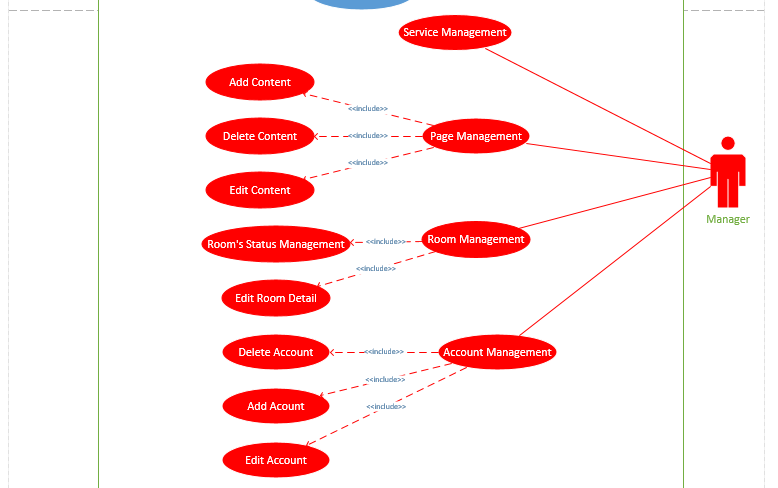 Service Management
Add Content
<<include>>
Delete Content
<<include>>
Page Management
<<include>>
Edit Content
Manager
Room's Status Management
<<include>>
Room Management
<<include>>
Edit Room Detail
Delete Account
<<include>>
Account Management
<<include>>
Add Acount
<<include>>
Edit Account